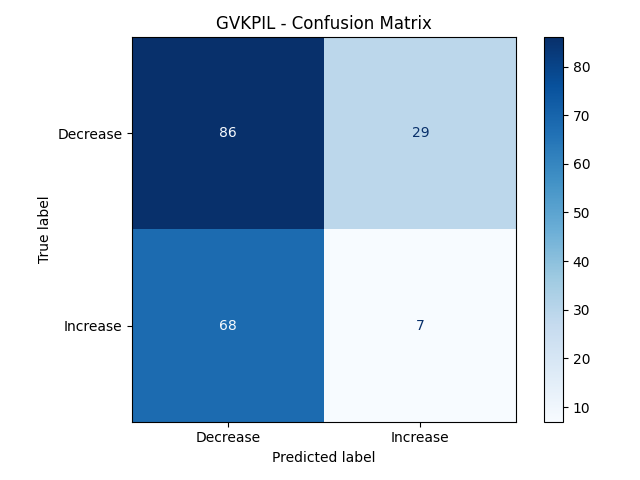 GVKPIL - Confusion Matrix
True label
Decrease
86
29
Increase
68
7
Decrease Increase
Predicted label
80
70
60
50
40
30
20
10